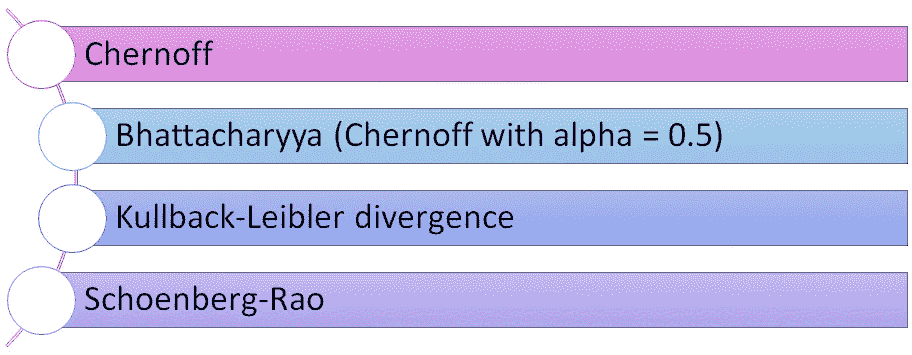 Chernoff
Bhattacharyya (Chernoff with alpha = 0.5)
Kullback-Leibler divergence
Schoenberg-Rao